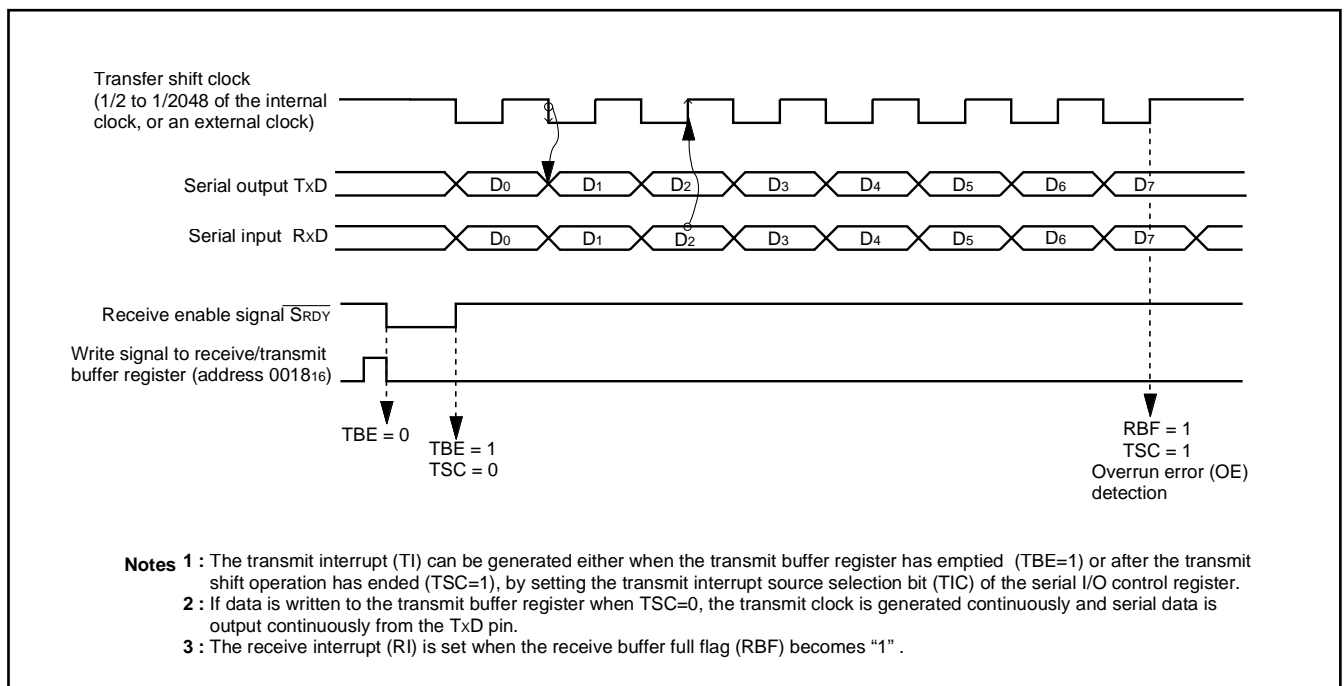 Transfer shift clock
(1/2 to 1/2048 of the internal
clock, or an external clock)
Serial output TxD
D0 D1 D2 D3 D4 D5 D6 D7
Serial input RxD
D0 D1 D2 D3 D4 D5 D6 D7
Receive enable signal SRDY
Write signal to receive/transmit
buffer register (address 001816)
TBE = 0
TBE = 1
TSC = 0
RBF = 1
TSC = 1
Overrun error (OE)
detection
Notes 1 : The transmit interrupt (TI) can be generated either when the transmit buffer register has emptied (TBE=1) or after the transmit
shift operation has ended (TSC=1), by setting the transmit interrupt source selection bit (TIC) of the serial I/O control register.
2 : If data is written to the transmit buffer register when TSC=0, the transmit clock is generated continuously and serial data is
output continuously from the TxD pin.
3 : The receive interrupt (RI) is set when the receive buffer full flag (RBF) becomes “1” .